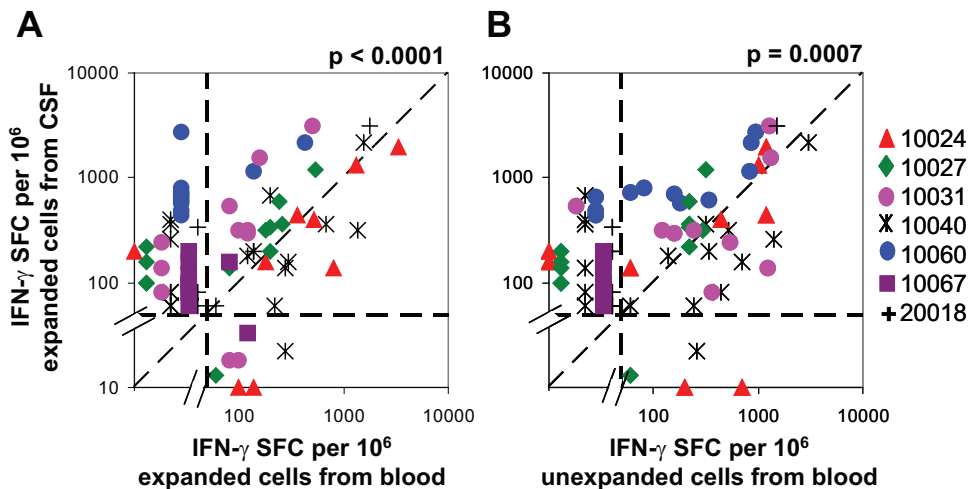 A
p < 0.0001
B
p = 0.0007
IFN-γ SFC per 10⁶
expanded cells from CSF
10000
1000
100
10
100
1000
10000
IFN-γ SFC per 10⁶
expanded cells from blood
10000
1000
100
10
100
1000
10000
IFN-γ SFC per 10⁶
unexpanded cells from blood
10024
10027
10031
10040
10060
10067
20018